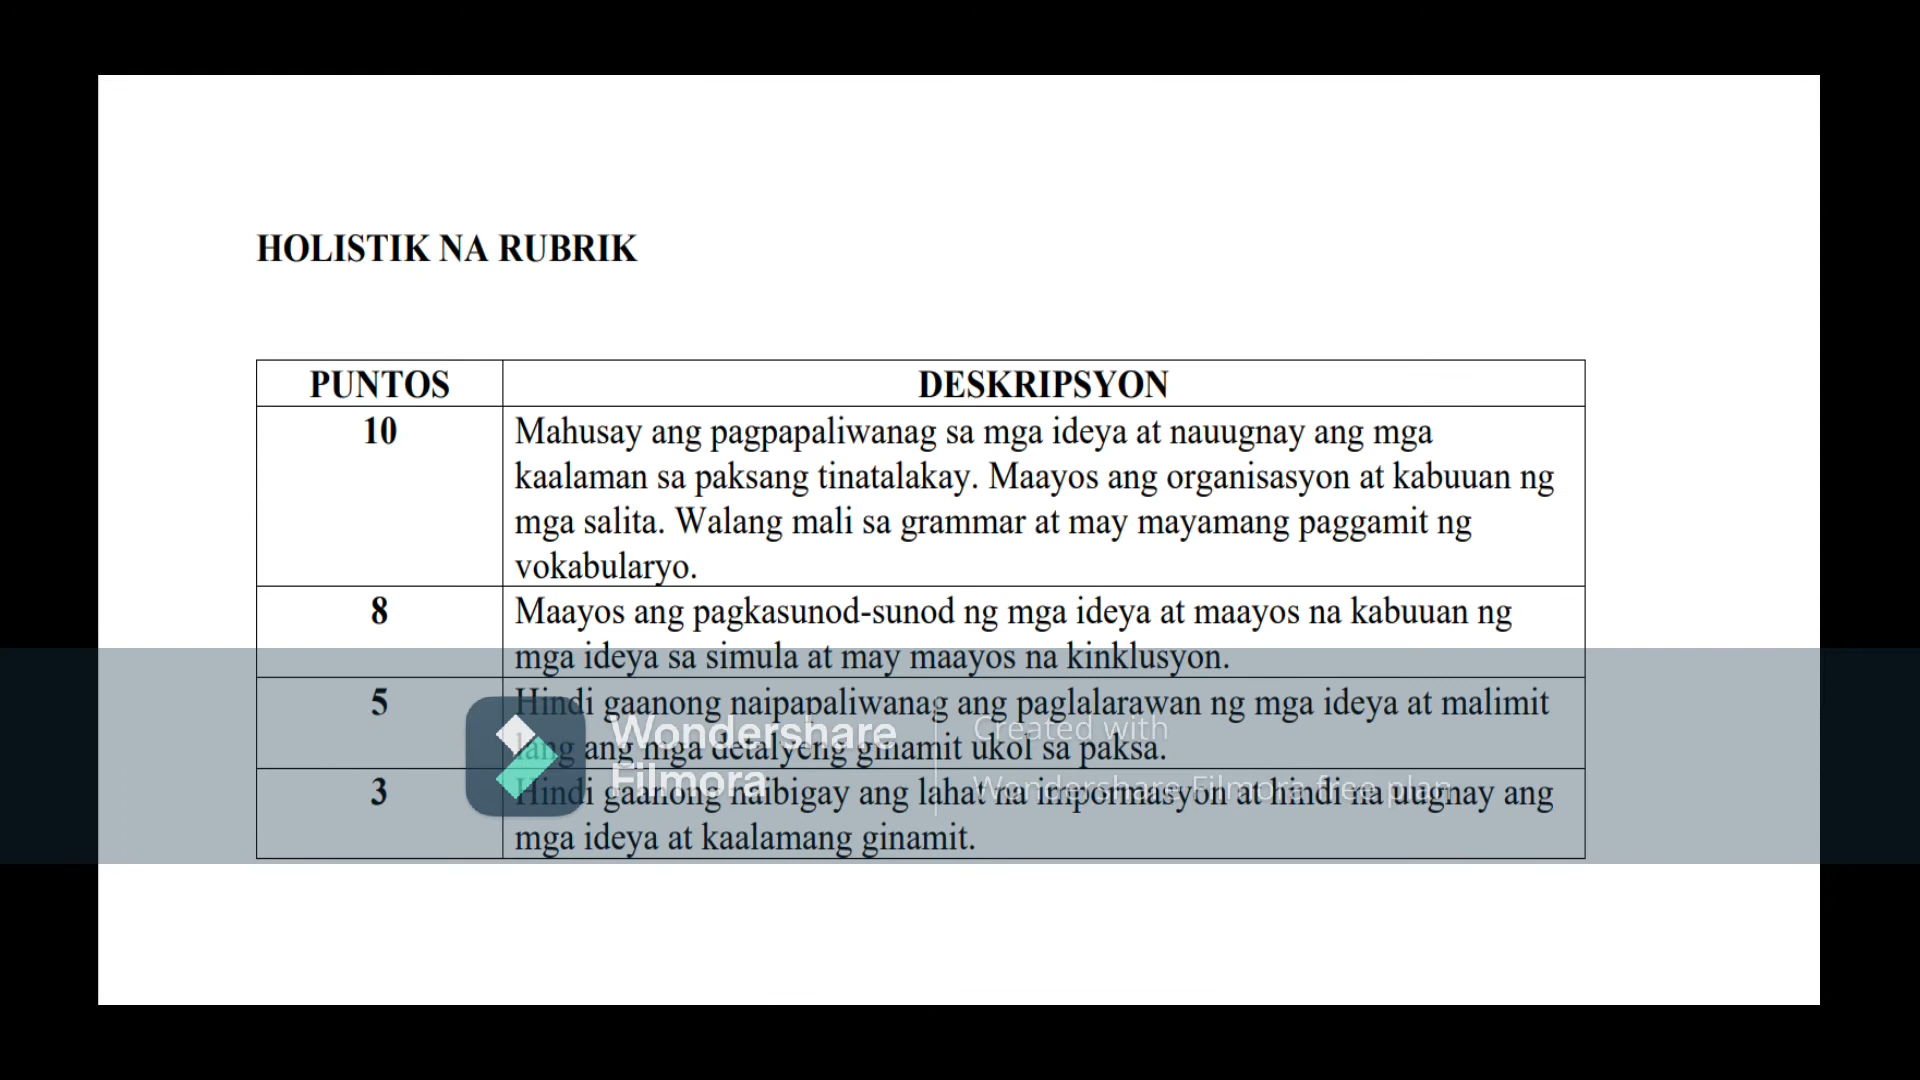 HOLISTIK NA RUBRIK
PUNTOS
DESKRIPSYON
10
Mahusay ang pagpapaliwanag sa mga ideya at nauugnay ang mga
kaalaman sa paksang tinatalakay. Maayos ang organisasyon at kabuuan ng
mga salita. Walang mali sa grammar at may mayamang paggamit ng
vokabularyo.
8
Maayos ang pagkasunod-sunod ng mga ideya at maayos na kabuuan ng
mga ideya sa simula at may maayos na kinklusyon.
5
Hindi gaanong naipapaliwanag ang paglalarawan ng mga ideya at malimit
lang ang mga detalyeng ginamit ukol sa paksa.
3
Hindi gaanong naibigay ang lahat na at hindi ang
mga ideya at kaalamang ginamit.
Wondershare
Filmora
Created with
Wondershare Filmora free plan